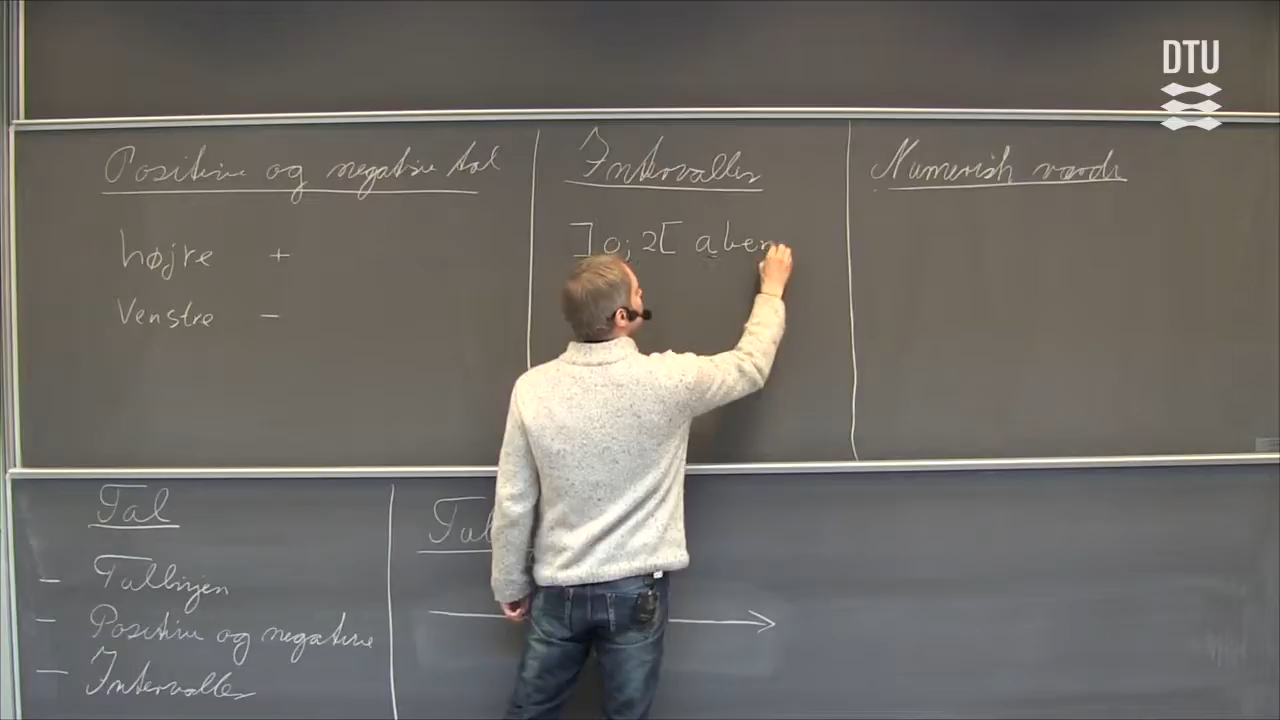 DTU
Positive og negative tal
højre +
Venstre -
Intervaller
]0;2[ åben
Numerisk værdi
Tal
- Tallinjen
- Positive og negative
- Intervaller
Tal